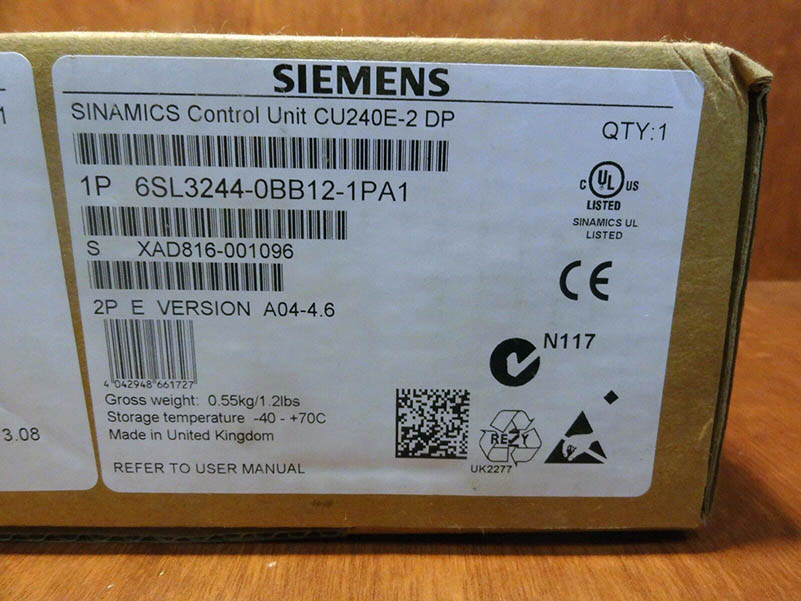 SIEMENS
SINAMICS Control Unit CU240E-2 DP
QTY:1
1P 6SL3244-0BB12-1PA1
C UL US
LISTED
SINAMICS UL
LISTED
S XAD816-001096
CE
2P E VERSION A04-4.6
N117
4 042948 661727
Gross weight: 0.55kg/1.2lbs
Storage temperature -40 - +70C
Made in United Kingdom
REZY
UK2277
REFER TO USER MANUAL
1
3.08